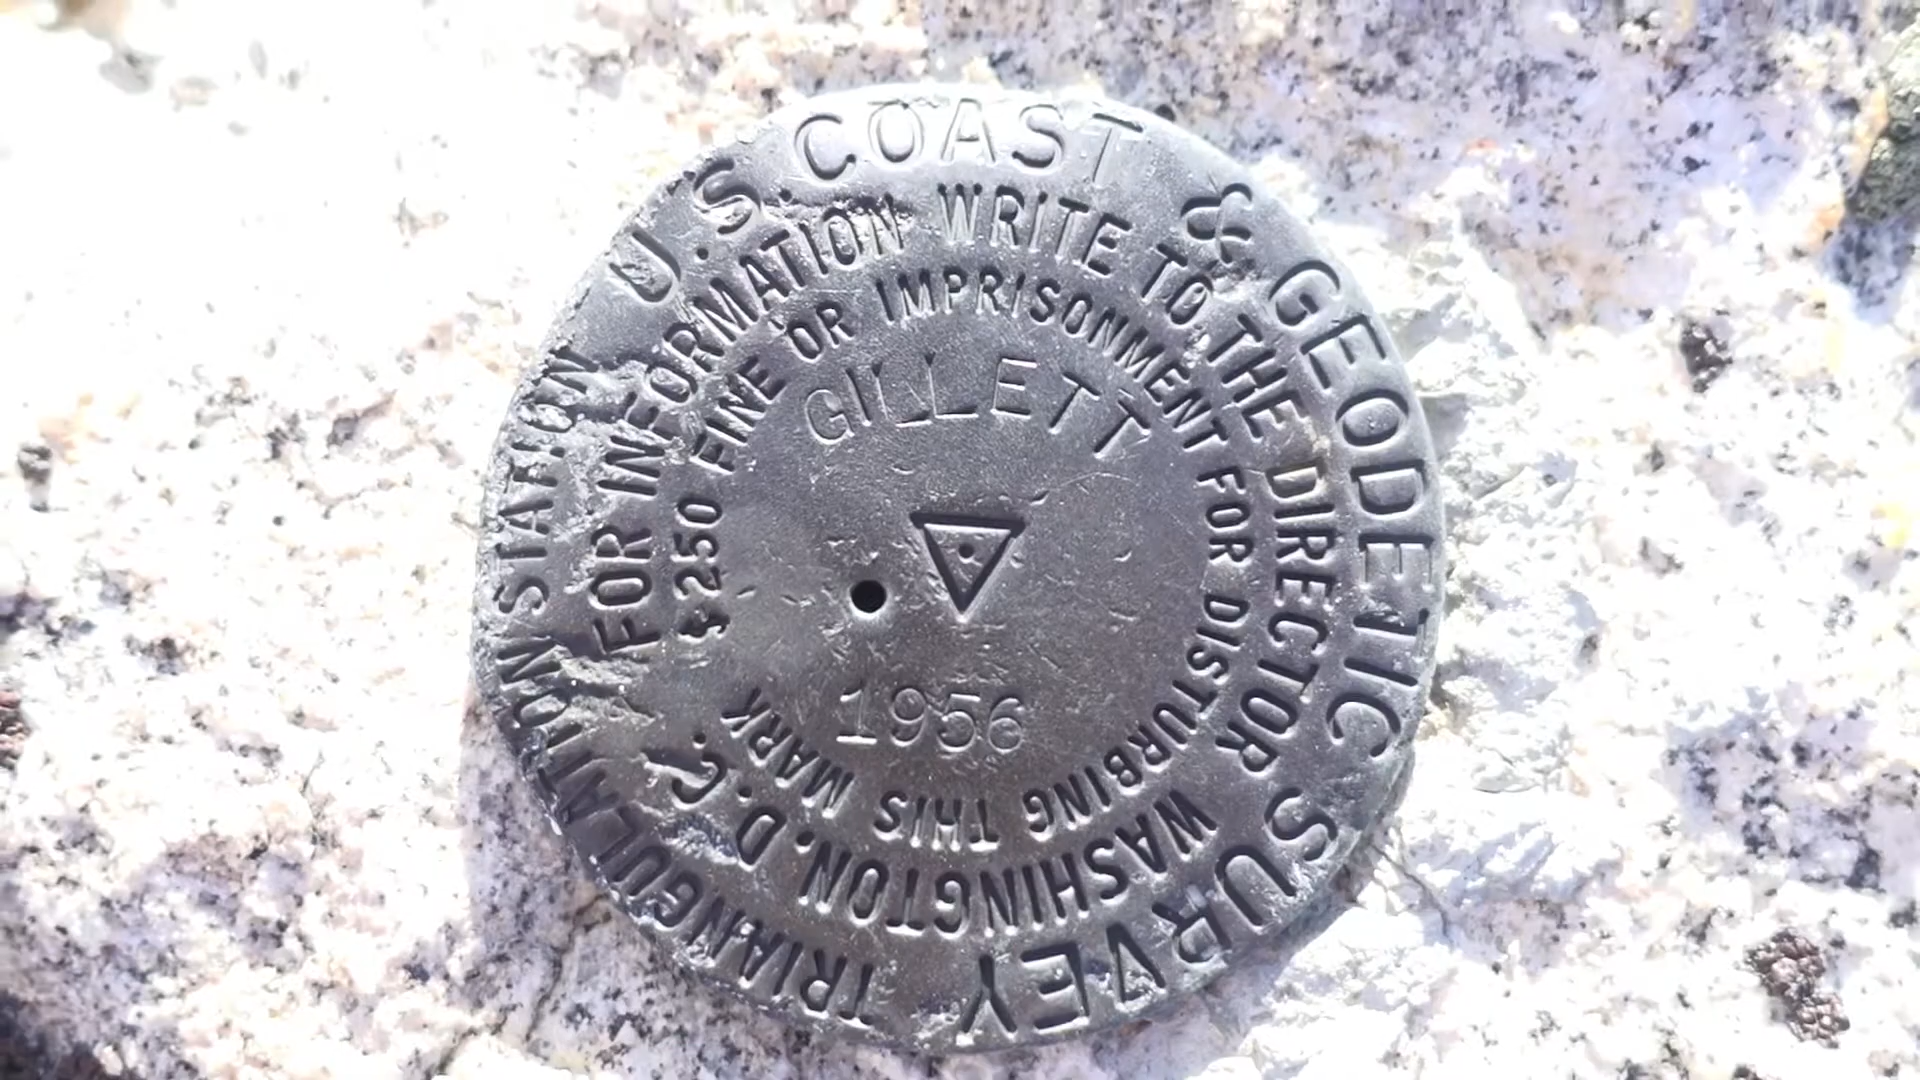 U.S. COAST & GEODETIC SURVEY
TRIANGULATION STATION
FOR INFORMATION WRITE TO THE DIRECTOR
WASHINGTON, D.C.
$250 FINE OR IMPRISONMENT FOR DISTURBING THIS MARK
GILLETT
1956